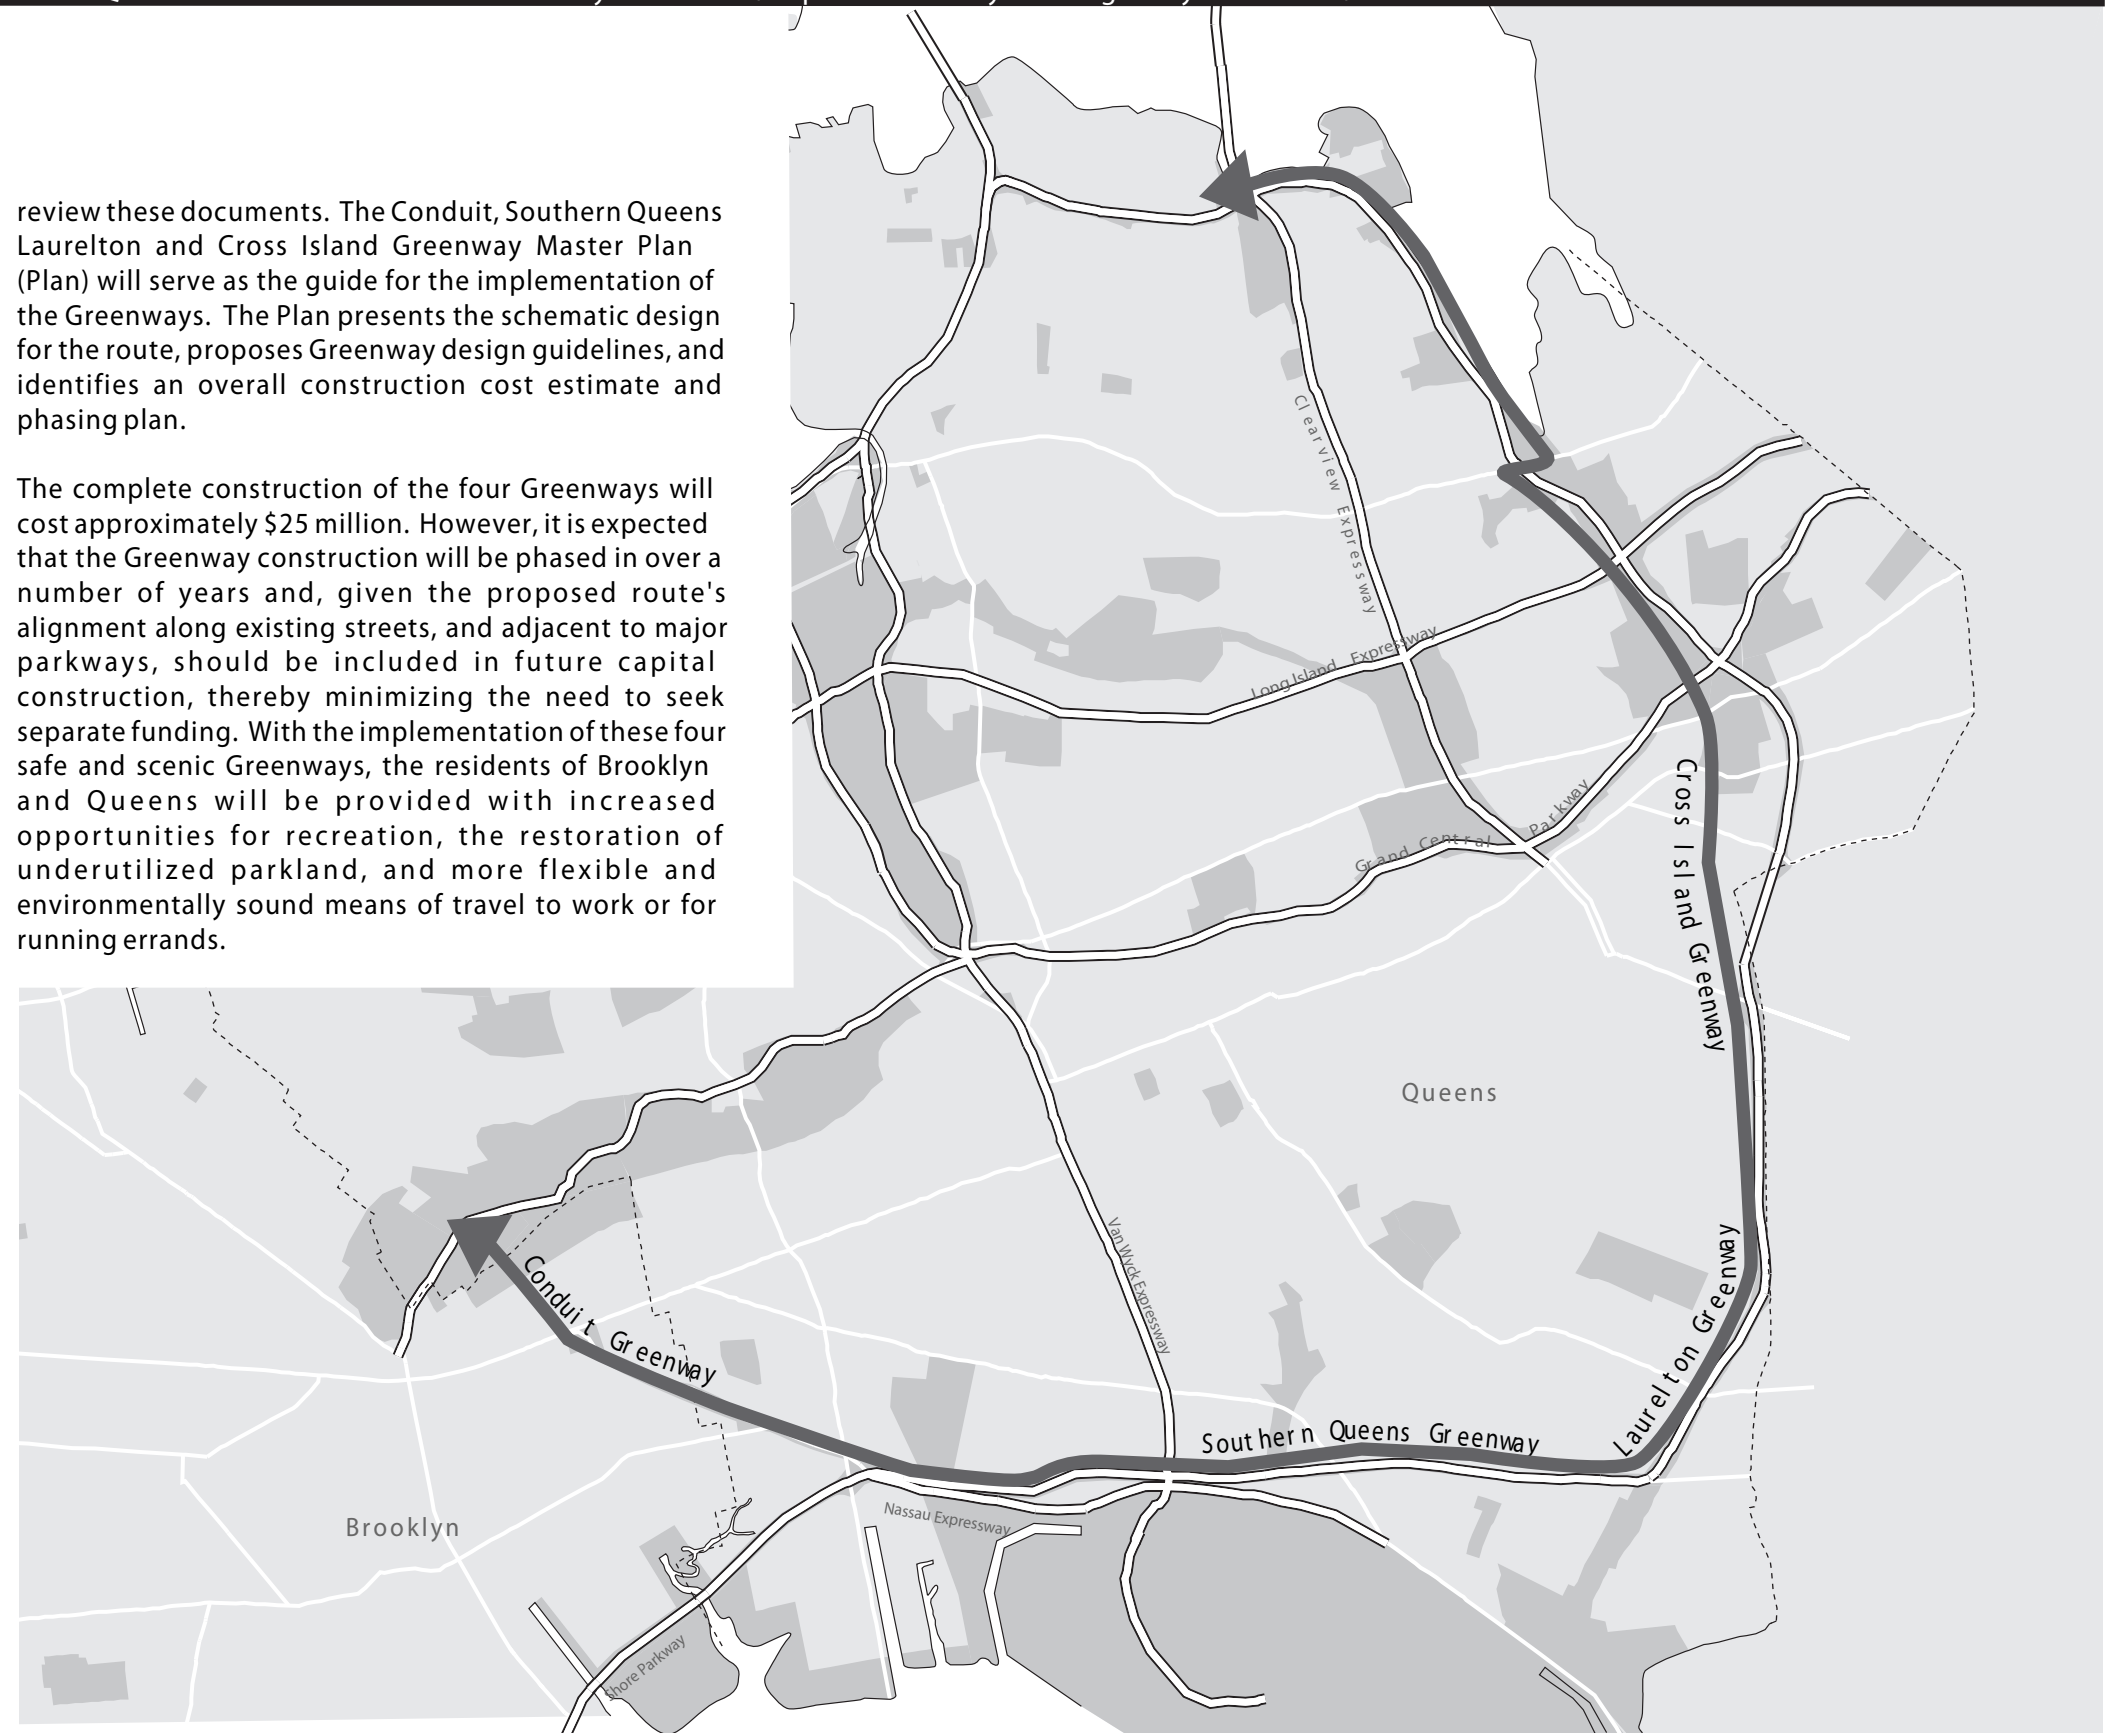 review these documents. The Conduit, Southern Queens
Laurelton and Cross Island Greenway Master Plan
(Plan) will serve as the guide for the implementation of
the Greenways. The Plan presents the schematic design
for the route, proposes Greenway design guidelines, and
identifies an overall construction cost estimate and
phasing plan.
The complete construction of the four Greenways will
cost approximately $25 million. However, it is expected
that the Greenway construction will be phased in over a
number of years and, given the proposed route's
alignment along existing streets, and adjacent to major
parkways, should be included in future capital
construction, thereby minimizing the need to seek
separate funding. With the implementation of these four
safe and scenic Greenways, the residents of Brooklyn
and Queens will be provided with increased
opportunities for recreation, the restoration of
underutilized parkland, and more flexible and
environmentally sound means of travel to work or for
running errands.
Clearview Expressway
Long Island Expressway
Grand Central Parkway
Cross Island Greenway
Queens
Van Wyck Expressway
Conduit Greenway
Laurelton Greenway
Southern Queens Greenway
Nassau Expressway
Brooklyn
Shore Parkway